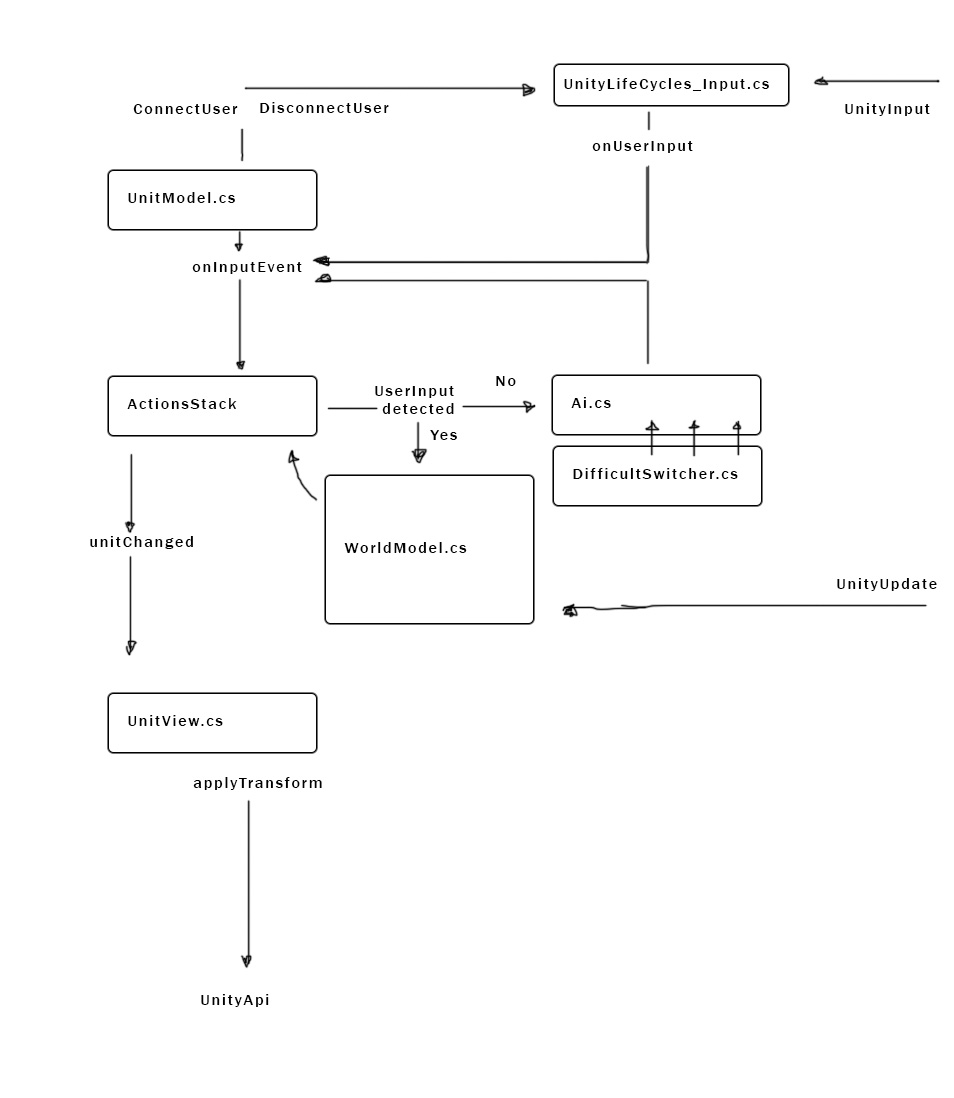 UnityLifeCycles_Input.cs
ConnectUser
DisconnectUser
UnityInput
onUserInput
UnitModel.cs
onInputEvent
No
UserInput
detected
ActionsStack
Ai.cs
Yes
DifficultSwitcher.cs
unitChanged
WorldModel.cs
UnityUpdate
UnitView.cs
applyTransform
UnityApi